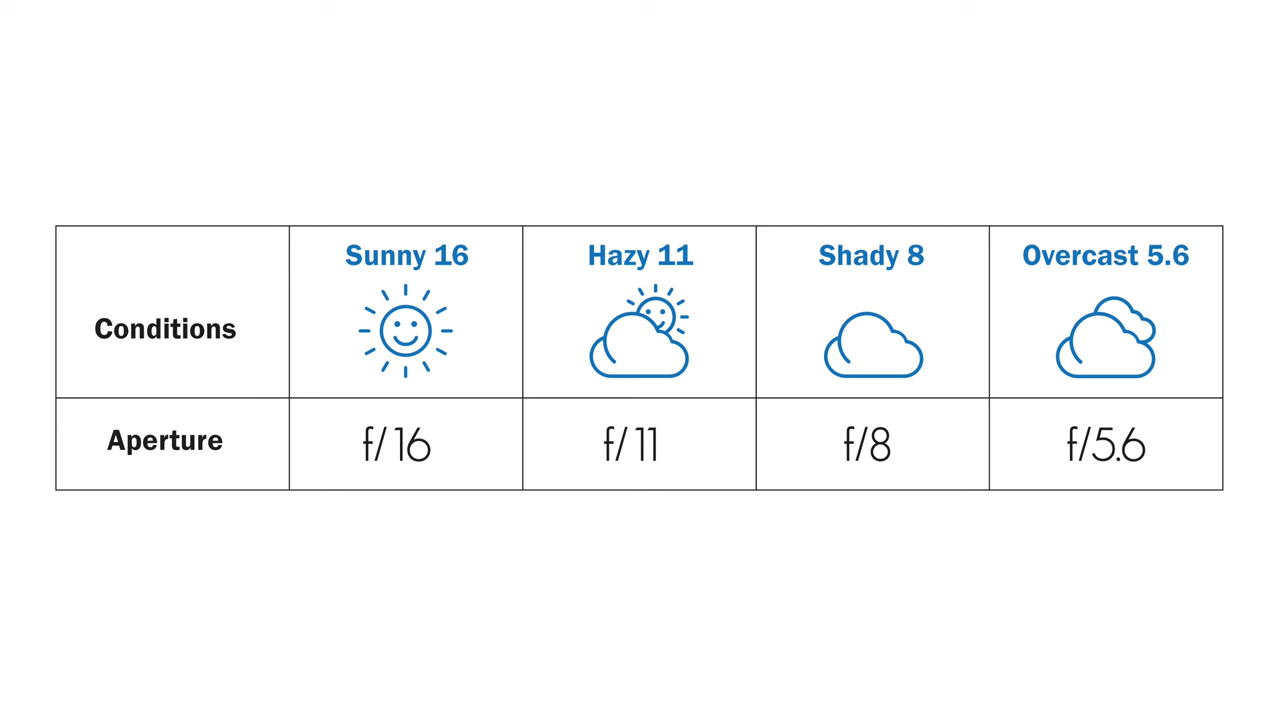 Conditions
Sunny 16
Hazy 11
Shady 8
Overcast 5.6
Aperture
f/16
f/11
f/8
f/5.6